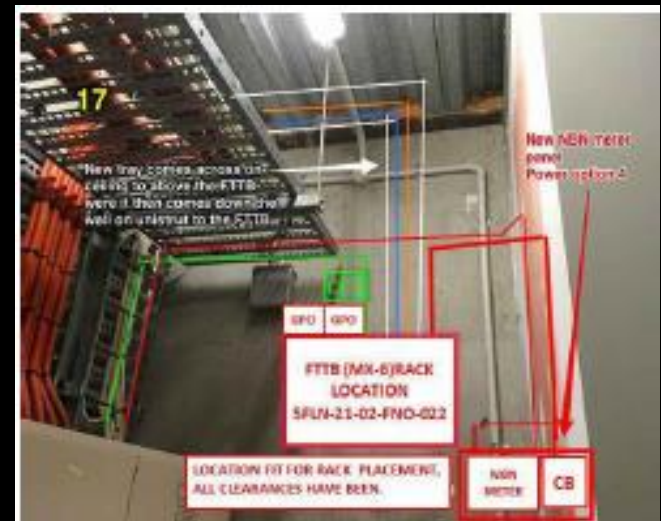 17
New tray comes across on
ceiling to above the FTTB
were it then comes down the
wall on unistrut to the FTTB
New NBN meter
panel
Power option 4
GPO GPO
FTTB (MX-6)RACK
LOCATION
5FLN-21-02-FNO-022
LOCATION FIT FOR RACK PLACEMENT,
ALL CLEARANCES HAVE BEEN.
NBN
METER
CB